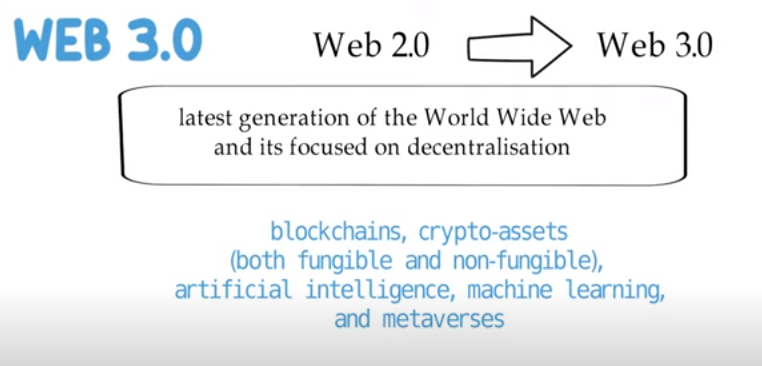 WEB 3.0
Web 2.0
Web 3.0
latest generation of the World Wide Web
and its focused on decentralisation
blockchains, crypto-assets
(both fungible and non-fungible),
artificial intelligence, machine learning,
and metaverses